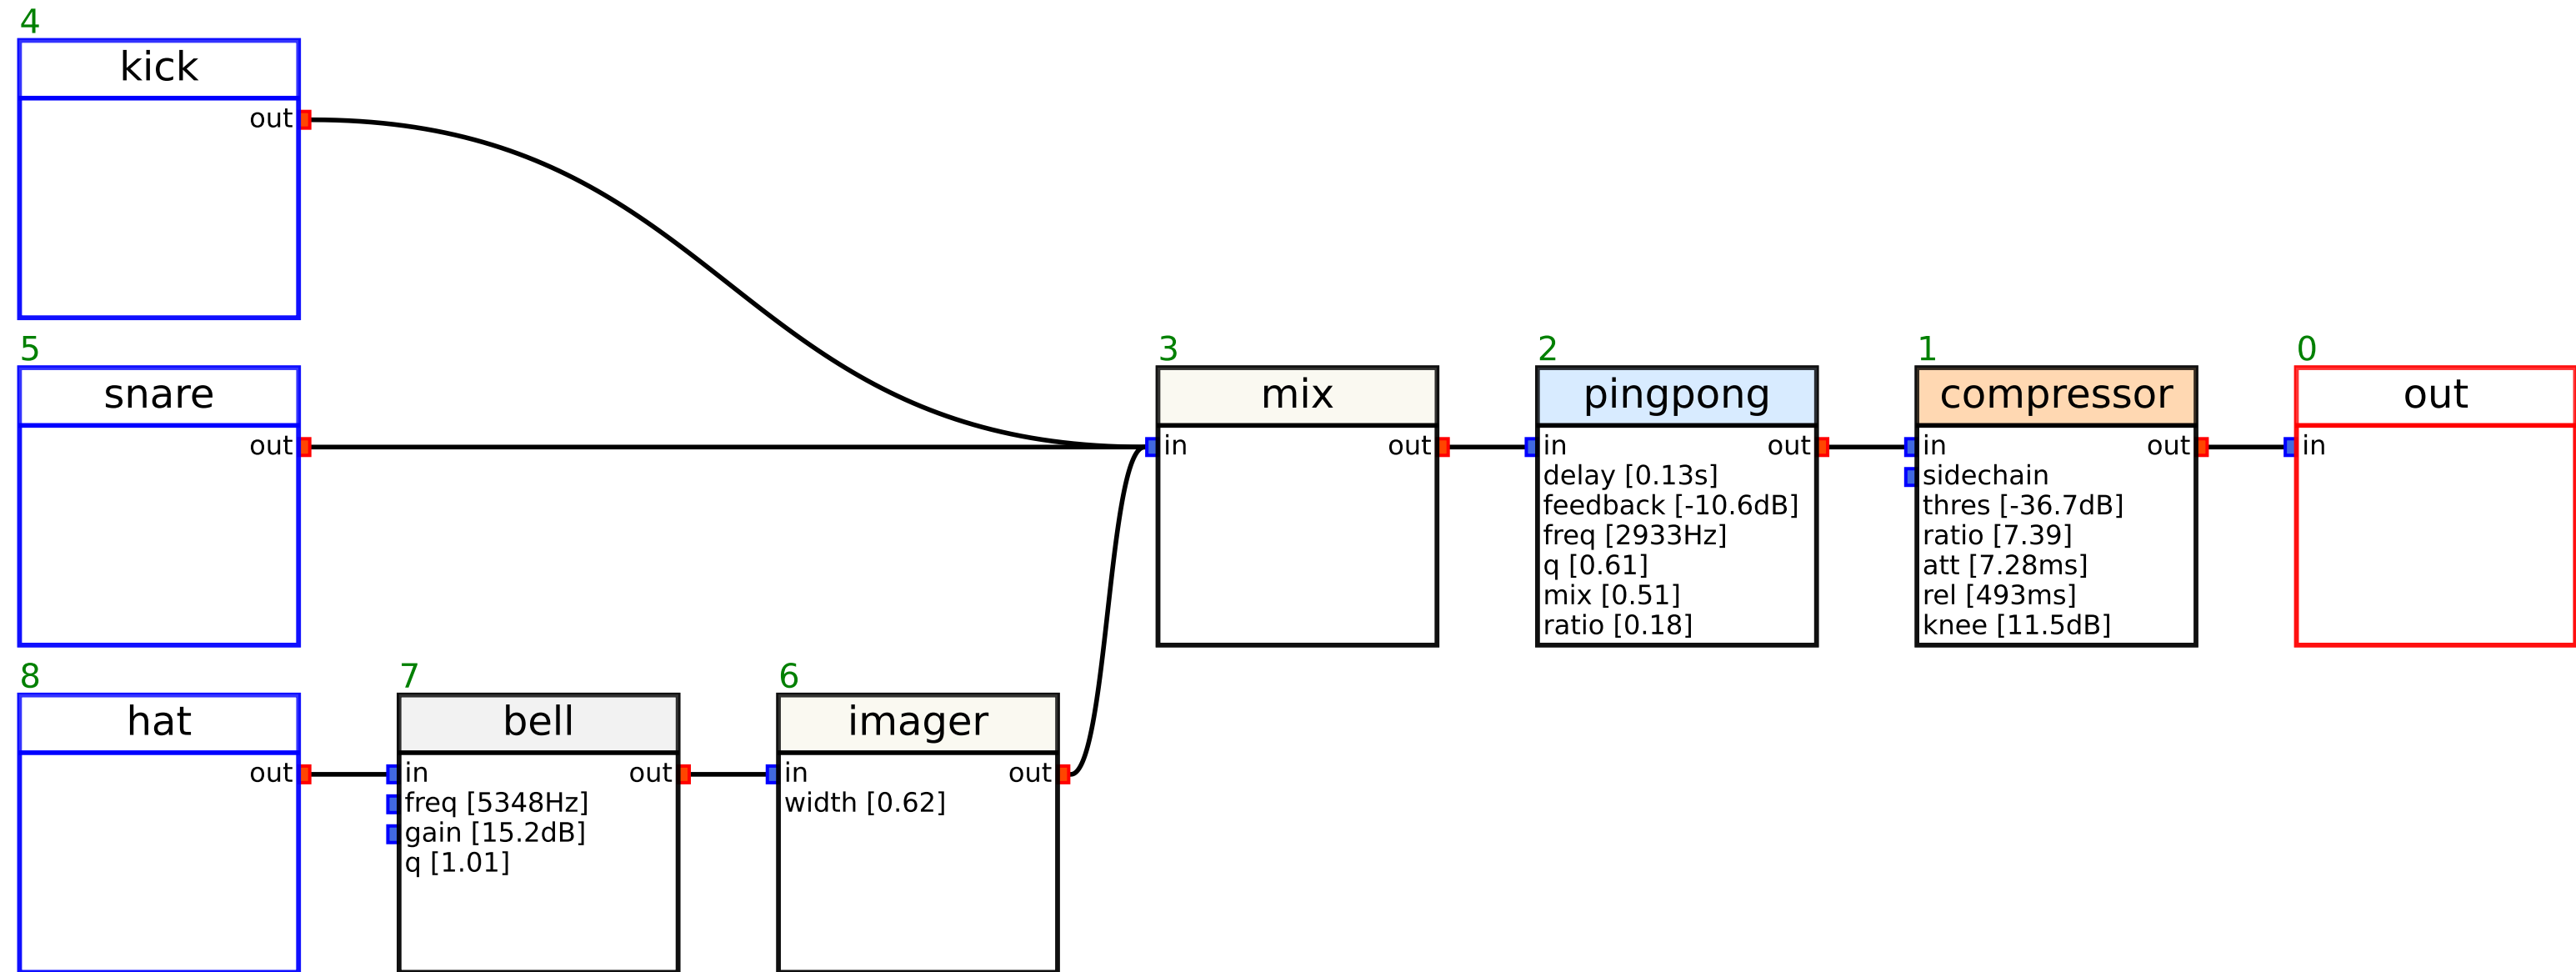 4
kick
out
5
snare
out
8
hat
out
7
bell
in
out
freq [5348Hz]
gain [15.2dB]
q [1.01]
6
imager
in
out
width [0.62]
3
mix
in
out
2
pingpong
in
out
delay [0.13s]
feedback [-10.6dB]
freq [2933Hz]
q [0.61]
mix [0.51]
ratio [0.18]
1
compressor
in
out
sidechain
thres [-36.7dB]
ratio [7.39]
att [7.28ms]
rel [493ms]
knee [11.5dB]
0
out
in